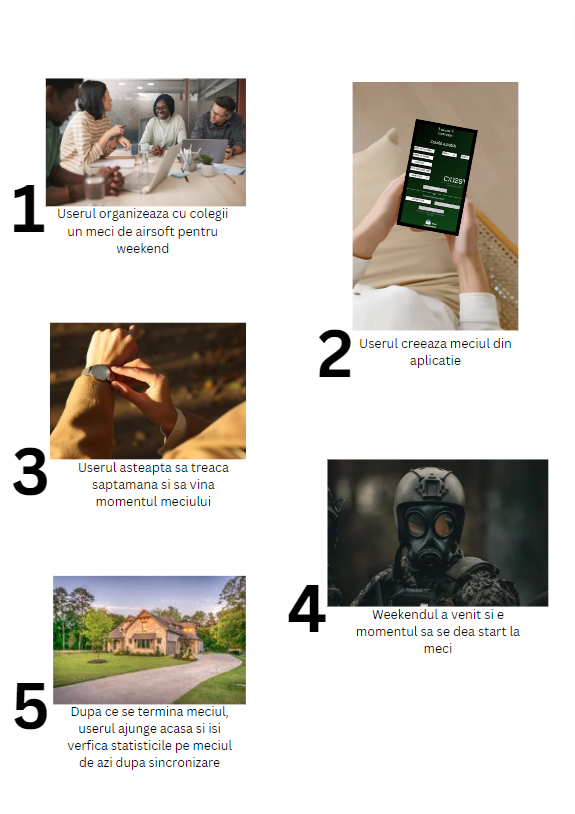 1
Userul organizeaza cu colegii
un meci de airsoft pentru
weekend
2
Userul creeaza meciul din
aplicatie
3
Userul asteapta sa treaca
saptamana si sa vina
momentul meciului
4
Weekendul a venit si e
momentul sa se dea start la
meci
5
Dupa ce se termina meciul,
userul ajunge acasa si isi
verfica statisticile pe meciul
de azi dupa sincronizare